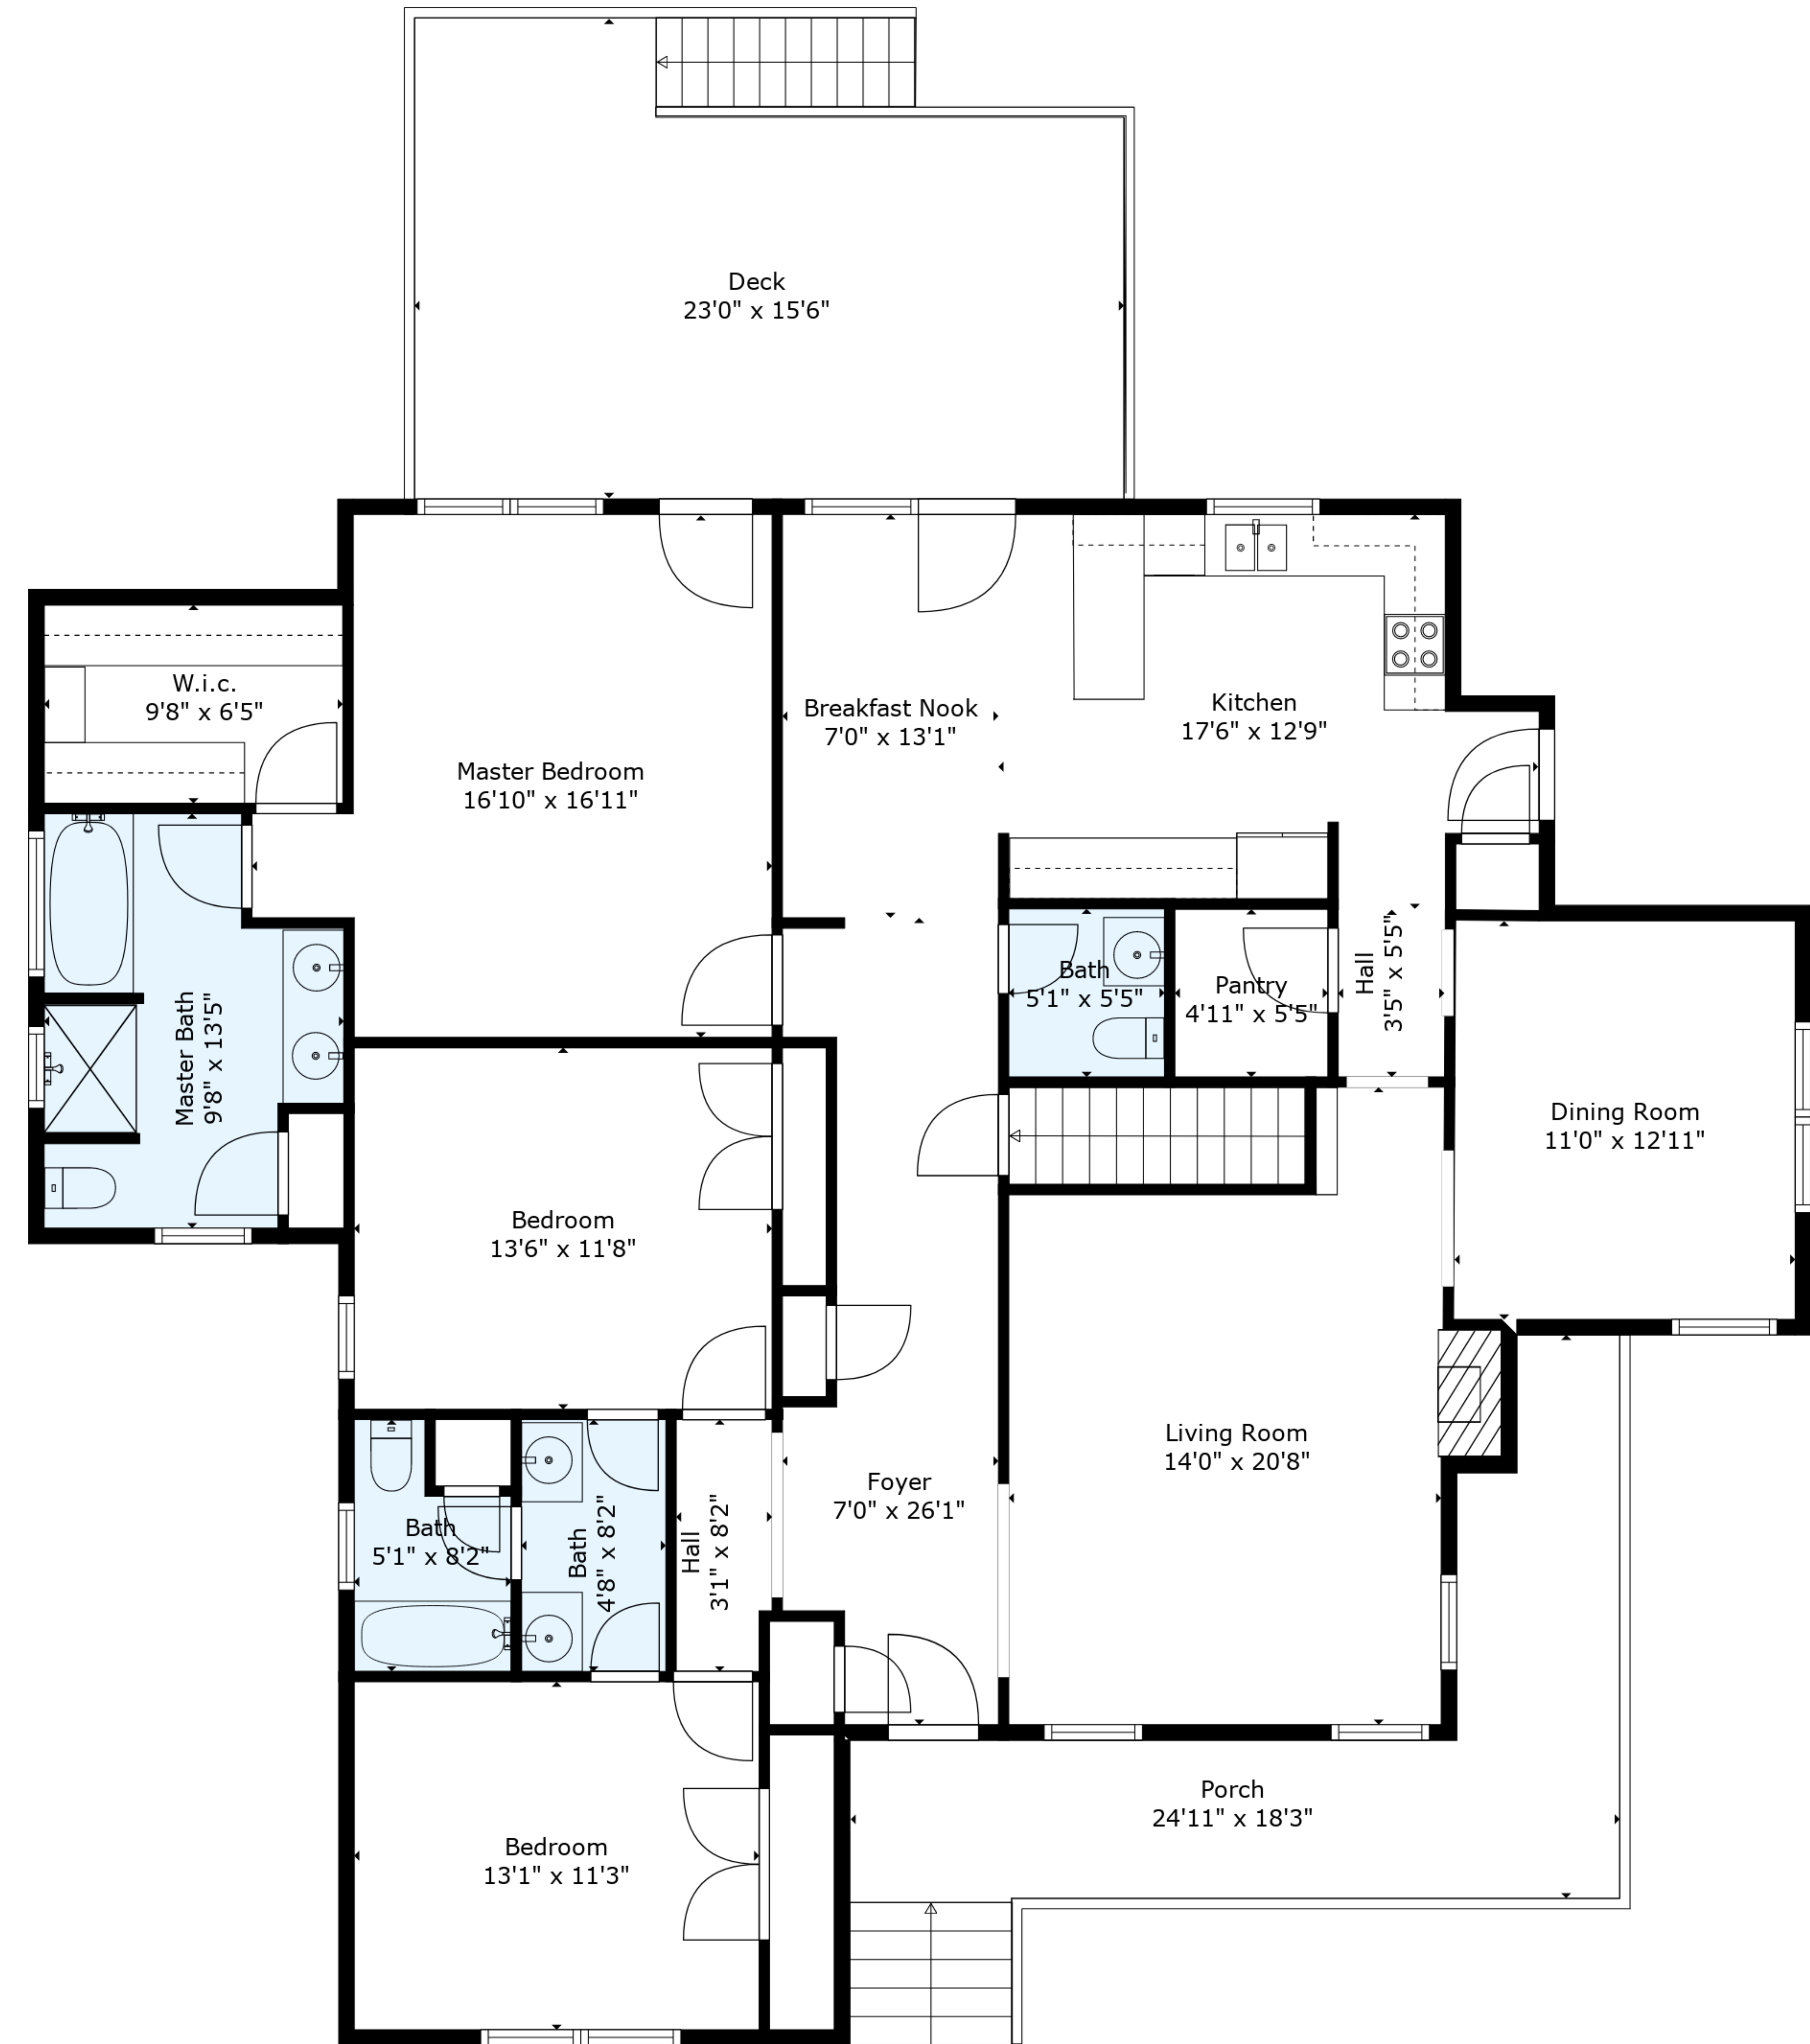 Deck
23'0" x 15'6"
W.i.c.
9'8" x 6'5"
Master Bedroom
16'10" x 16'11"
Breakfast Nook
7'0" x 13'1"
Kitchen
17'6" x 12'9"
Master Bath
9'8" x 13'5"
Bath
5'1" x 5'5"
Pantry
4'11" x 5'5"
Hall
3'5" x 5'5"
Dining Room
11'0" x 12'11"
Bedroom
13'6" x 11'8"
Living Room
14'0" x 20'8"
Foyer
7'0" x 26'1"
Bath
5'1" x 8'2"
Bath
4'8" x 8'2"
Hall
3'1" x 8'2"
Porch
24'11" x 18'3"
Bedroom
13'1" x 11'3"